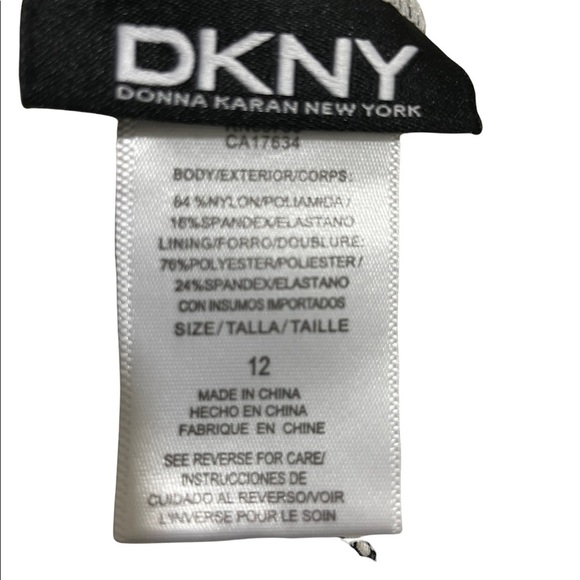 DKNY
DONNA KARAN NEW YORK
CA17634
BODY/EXTERIOR/CORPS:
84 %NYLON/POLIAMIDA/
16%SPANDEX/ELASTANO
LINING/FORRO/DOUBLURE:
76%POLYESTER/POLIESTER/
24%SPANDEX/ELASTANO
CON INSUMOS IMPORTADOS
SIZE/TALLA/TAILLE
12
MADE IN CHINA
HECHO EN CHINA
FABRIQUE EN CHINE
SEE REVERSE FOR CARE/
INSTRUCCIONES DE
CUIDADO AL REVERSO/VOIR
L'INVERSE POUR LE SOIN